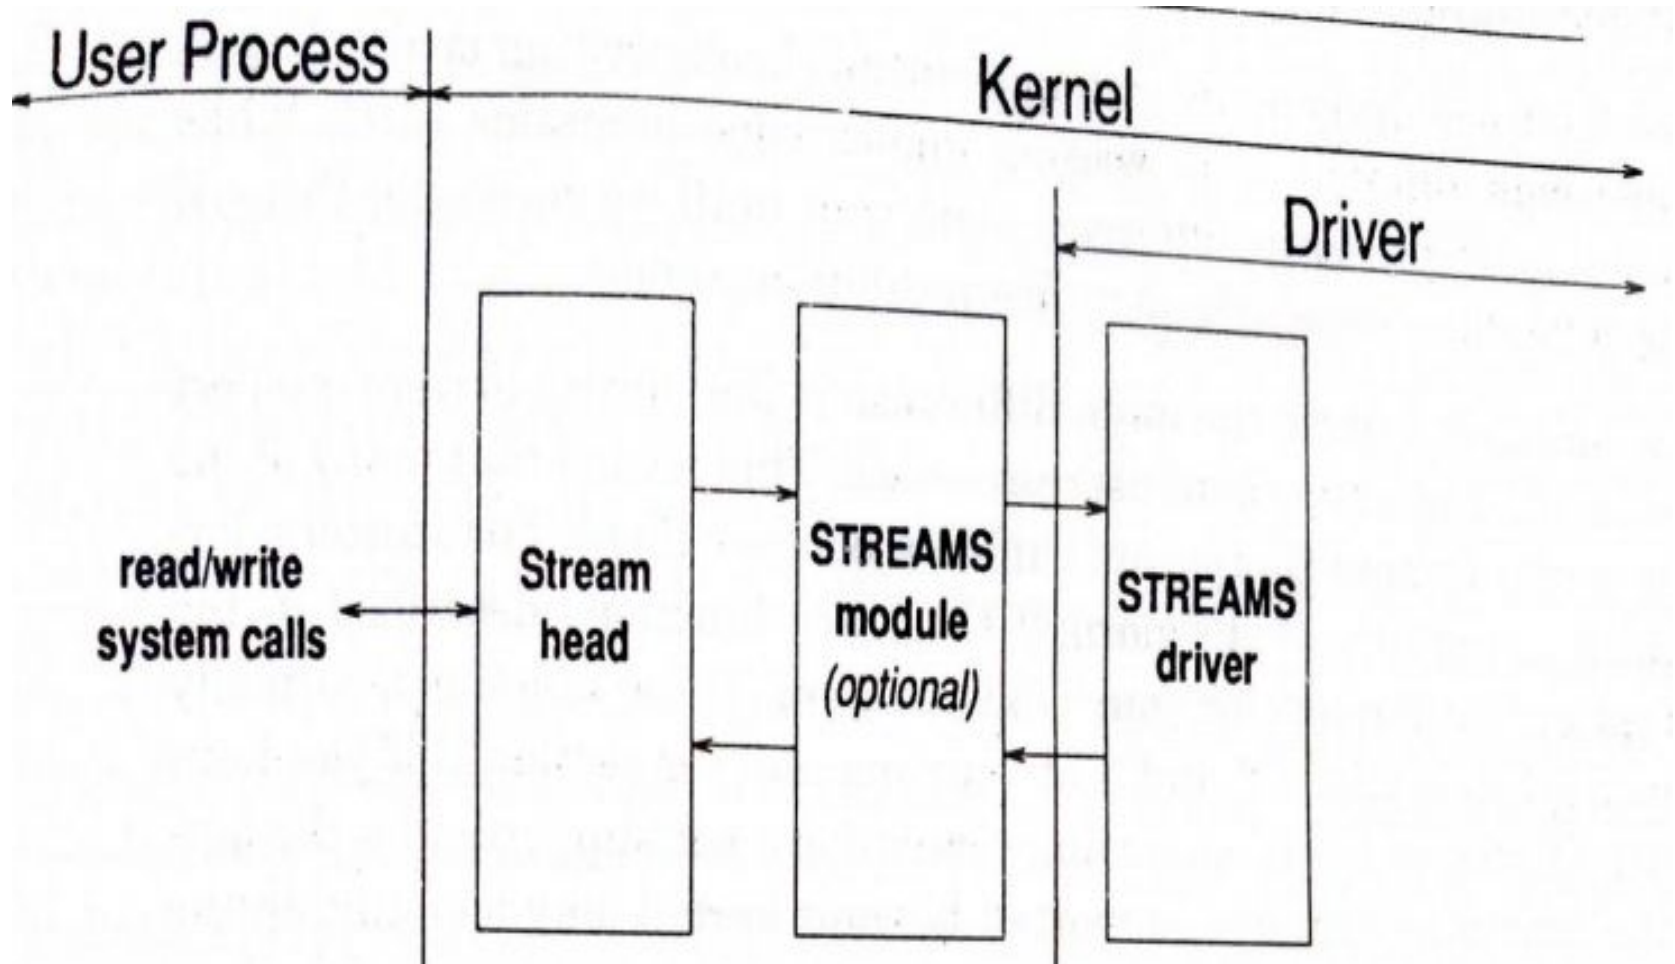 User Process
Kernel
Driver
read/write
system calls
Stream
head
STREAMS
module
(optional)
STREAMS
driver